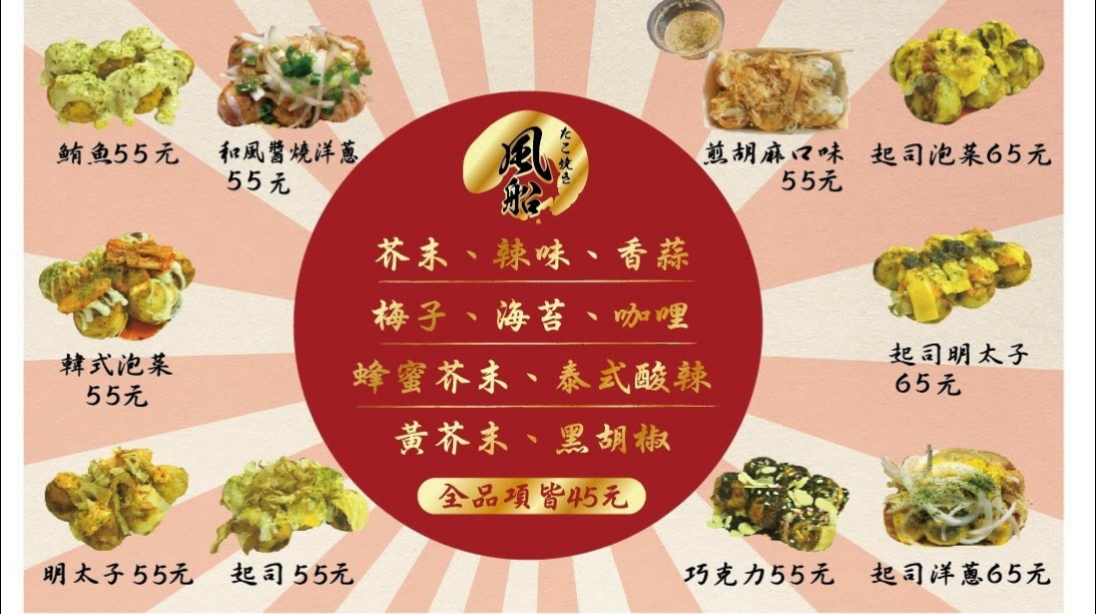 鮪魚55元
和風醬燒洋蔥
55元
煎胡麻口味
55元
起司泡菜65元
たこ焼き
風船
芥末、辣味、香蒜
梅子、海苔、咖哩
蜂蜜芥末、泰式酸辣
黃芥末、黑胡椒
全品項皆45元
韓式泡菜
55元
起司明太子
65元
明太子55元
起司55元
巧克力55元
起司洋蔥65元